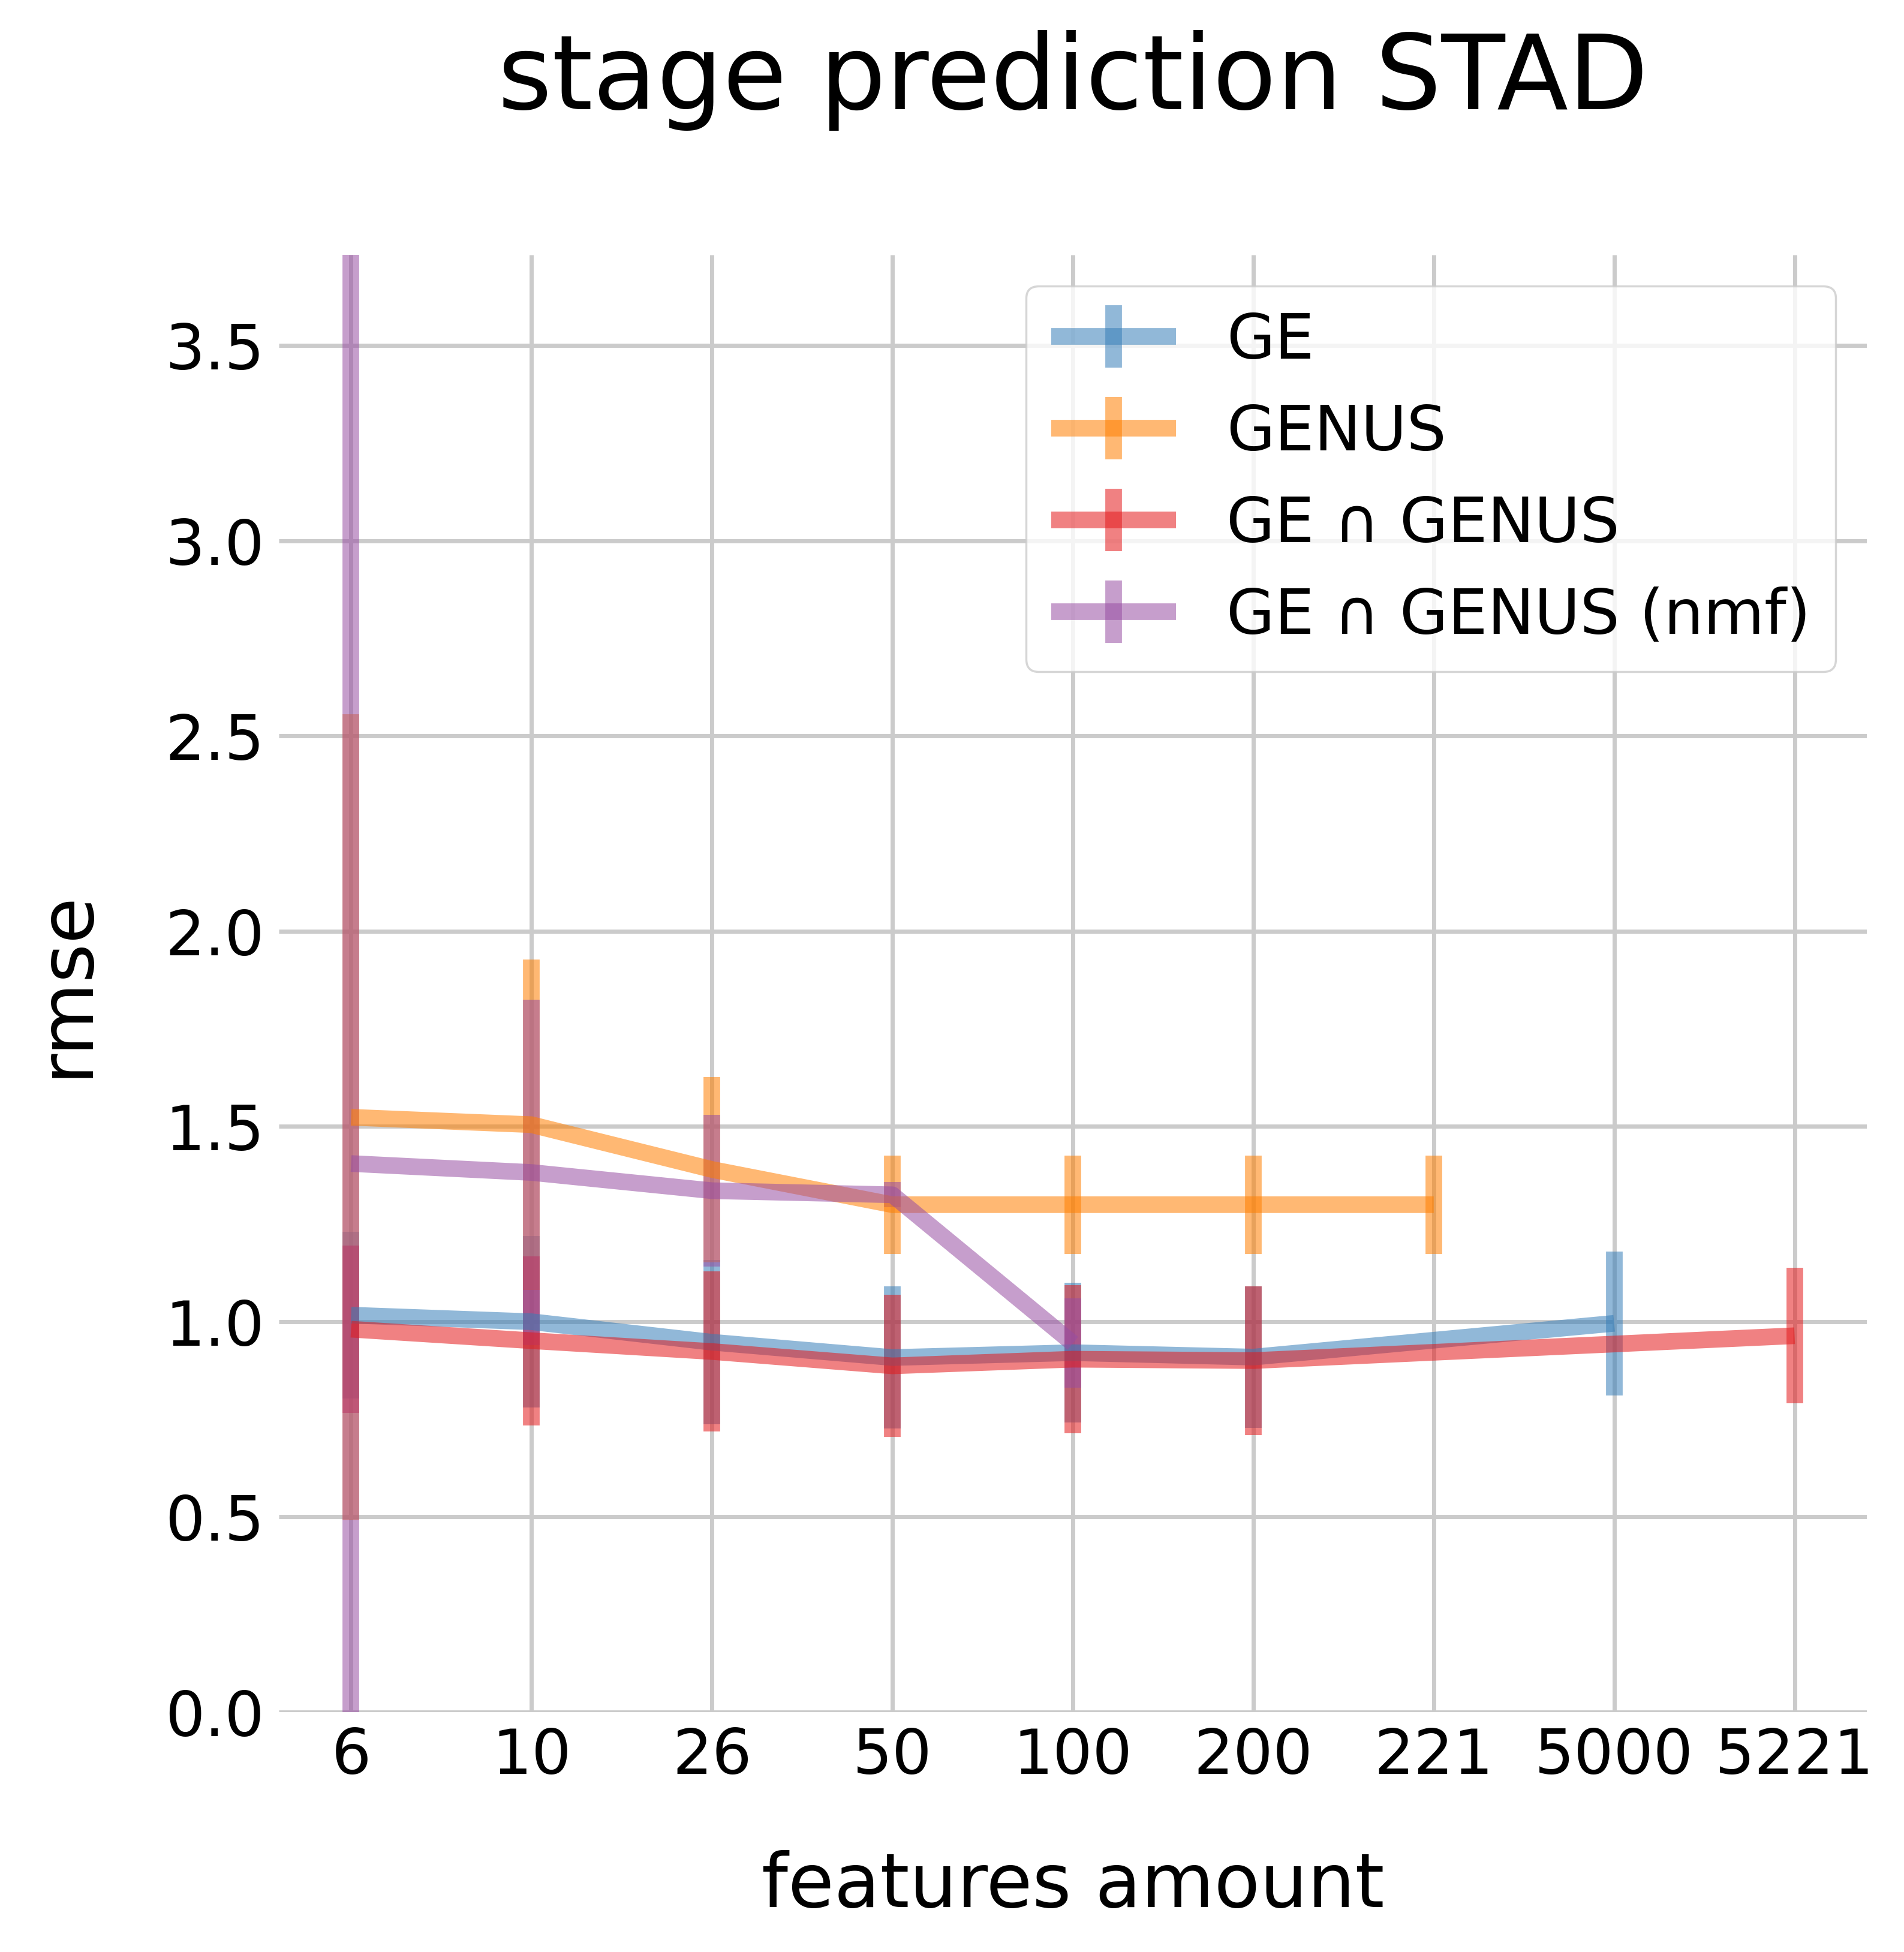 stage prediction STAD
GE
GENUS
GE ∩ GENUS
GE ∩ GENUS (nmf)
3.5
3.0
2.5
2.0
1.5
1.0
0.5
0.0
rmse
6 10 26 50 100 200 221 5000 5221
features amount